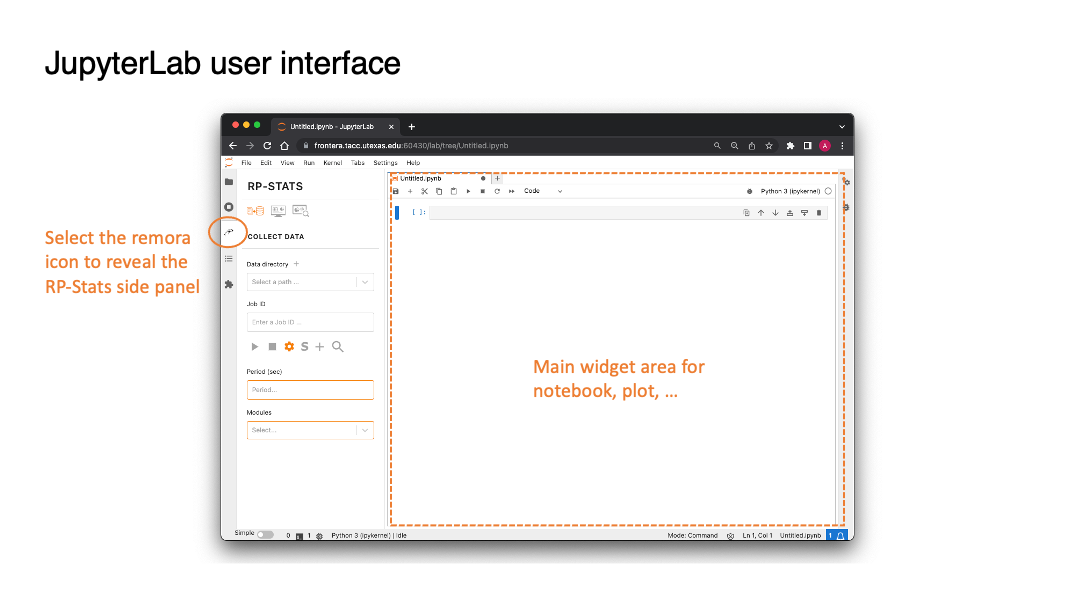 JupyterLab user interface
Untitled.ipynb - JupyterLab
frontera.tacc.utexas.edu:60430/lab/tree/Untitled.ipynb
A
File Edit View Run Kernel Tabs Settings Help
RP-STATS
Untitled.ipynb
Code
Python 3 (ipykernel)
[ ]:
Select the remora
icon to reveal the
RP-Stats side panel
COLLECT DATA
Data directory +
Select a path ...
Job ID
Enter a Job ID ...
S
Period (sec)
Period...
Modules
Select...
Main widget area for
notebook, plot, ...
Simple 0 1 Python 3 (ipykernel) | Idle
Mode: Command Ln 1, Col 1 Untitled.ipynb 1